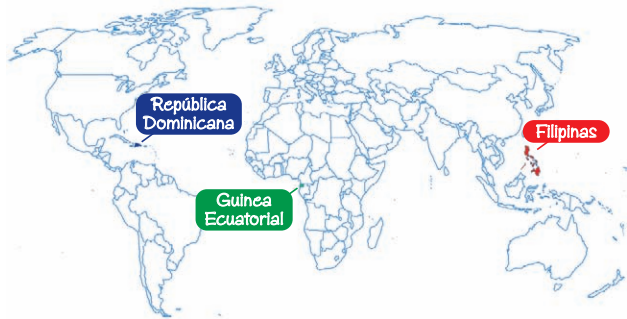 República
Dominicana
Filipinas
Guinea
Ecuatorial